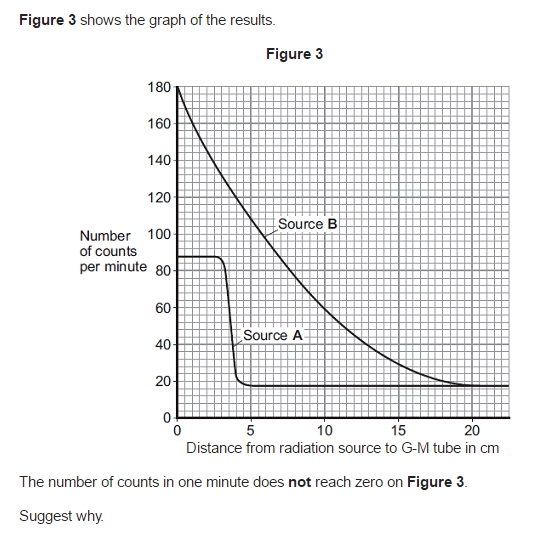 Figure 3 shows the graph of the results.
Figure 3
180
160
140
120
100
80
60
40
20
0
Number
of counts
per minute
Source B
Source A
0 5 10 15 20
Distance from radiation source to G-M tube in cm
The number of counts in one minute does not reach zero on Figure 3.
Suggest why.